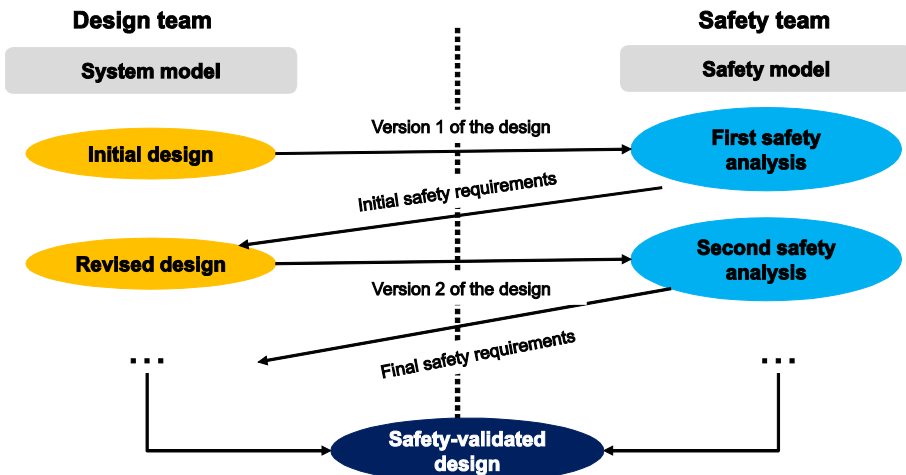 Design team
Safety team
System model
Safety model
Version 1 of the design
Initial design
First safety
analysis
Initial safety requirements
Revised design
Second safety
analysis
Version 2 of the design
Final safety requirements
...
...
Safety-validated
design